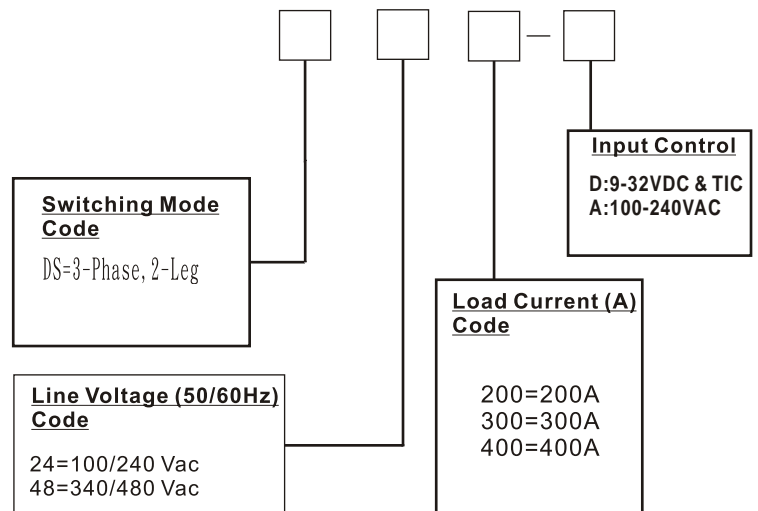 —
Input Control
D:9-32VDC & TIC
A:100-240VAC
Switching Mode
Code
DS=3-Phase, 2-Leg
Load Current (A)
Code
200=200A
300=300A
400=400A
Line Voltage (50/60Hz)
Code
24=100/240 Vac
48=340/480 Vac